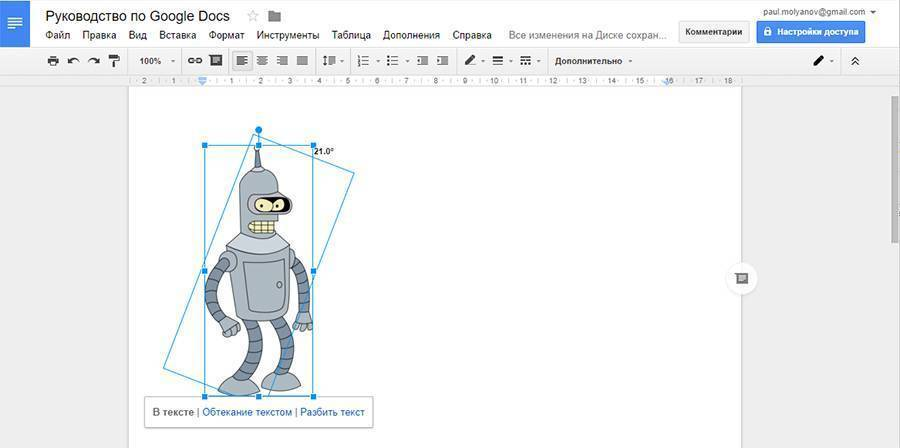 Руководство по Google Docs
paul.molyanov@gmail.com
Файл Правка Вид Вставка Формат Инструменты Таблица Дополнения Справка Все изменения на Диске сохран...
Комментарии
Настройки доступа
100% Дополнительно
2 1 1 2 3 4 5 6 7 8 9 10 11 12 13 14 15 16 17 18
21.0°
В тексте | Обтекание текстом | Разбить текст